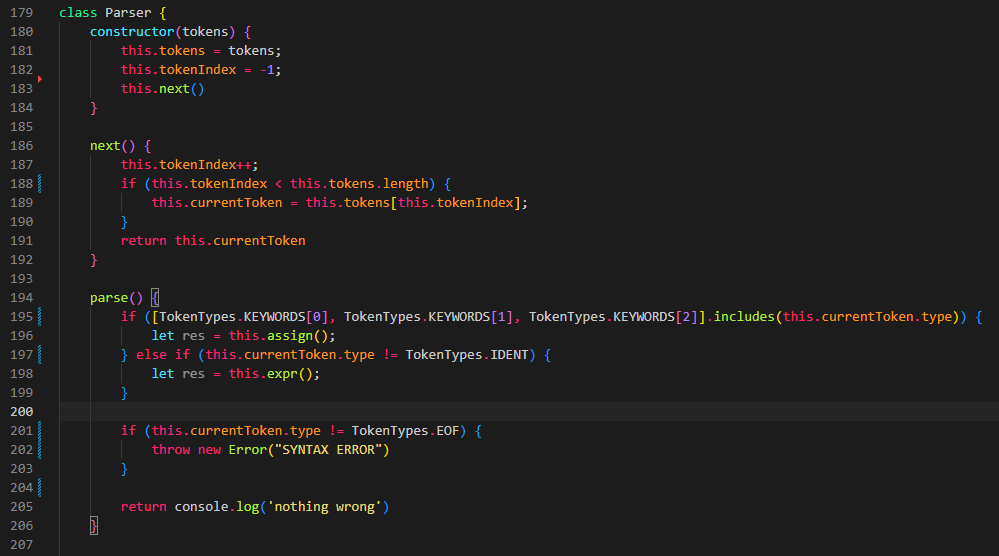 179 class Parser {
180     constructor(tokens) {
181         this.tokens = tokens;
182         this.tokenIndex = -1;
183         this.next()
184     }
185
186     next() {
187         this.tokenIndex++;
188         if (this.tokenIndex < this.tokens.length) {
189             this.currentToken = this.tokens[this.tokenIndex];
190         }
191         return this.currentToken
192     }
193
194     parse() {
195         if ([TokenTypes.KEYWORDS[0], TokenTypes.KEYWORDS[1], TokenTypes.KEYWORDS[2]].includes(this.currentToken.type)) {
196             let res = this.assign();
197         } else if (this.currentToken.type != TokenTypes.IDENT) {
198             let res = this.expr();
199         }
200
201         if (this.currentToken.type != TokenTypes.EOF) {
202             throw new Error("SYNTAX ERROR")
203         }
204
205         return console.log('nothing wrong')
206     }
207